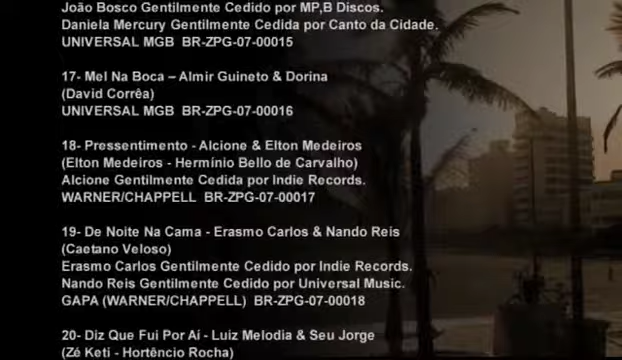 João Bosco Gentilmente Cedido por MP,B Discos.
Daniela Mercury Gentilmente Cedida por Canto da Cidade.
UNIVERSAL MGB BR-ZPG-07-00015
17- Mel Na Boca – Almir Guineto & Dorina
(David Corrêa)
UNIVERSAL MGB BR-ZPG-07-00016
18- Pressentimento - Alcione & Elton Medeiros
(Elton Medeiros - Hermínio Bello de Carvalho)
Alcione Gentilmente Cedida por Indie Records.
WARNER/CHAPPELL BR-ZPG-07-00017
19- De Noite Na Cama - Erasmo Carlos & Nando Reis
(Caetano Veloso)
Erasmo Carlos Gentilmente Cedido por Indie Records.
Nando Reis Gentilmente Cedido por Universal Music.
GAPA (WARNER/CHAPPELL) BR-ZPG-07-00018
20- Diz Que Fui Por Aí - Luiz Melodia & Seu Jorge
(Zé Keti - Hortêncio Rocha)